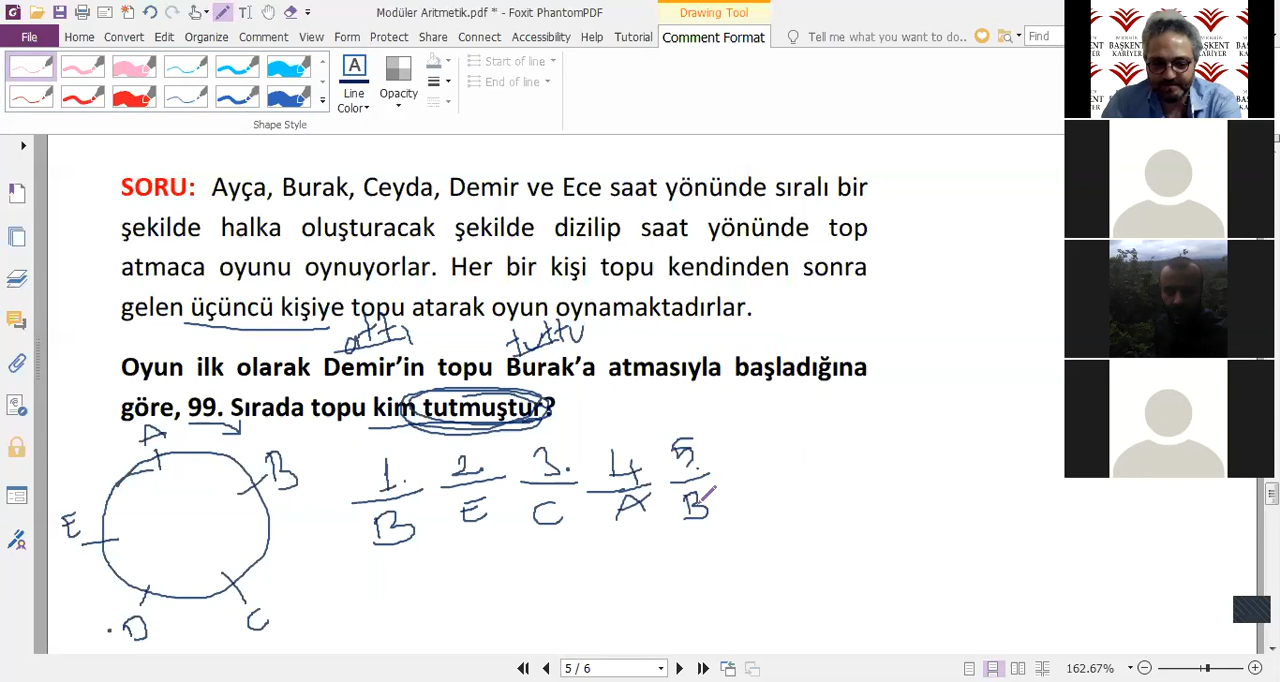 Modüler Aritmetik.pdf * - Foxit PhantomPDF
Drawing Tool
File Home Convert Edit Organize Comment View Form Protect Share Connect Accessibility Help Tutorial Comment Format
Tell me what you want to do..
Find
Line
Color
Opacity
Start of line
End of line
Shape Style
SORU: Ayça, Burak, Ceyda, Demir ve Ece saat yönünde sıralı bir
şekilde halka oluşturacak şekilde dizilip saat yönünde top
atmaca oyunu oynuyorlar. Her bir kişi topu kendinden sonra
gelen üçüncü kişiye topu atarak oyun oynamaktadırlar.
attı tuttu
Oyun ilk olarak Demir'in topu Burak'a atmasıyla başladığına
göre, 99. Sırada topu kim tutmuştur?
A
B
E
D
C
1. 2. 3. 4 5.
B E C A B
5 / 6
162.67%
BAŞKENT
KARİYER